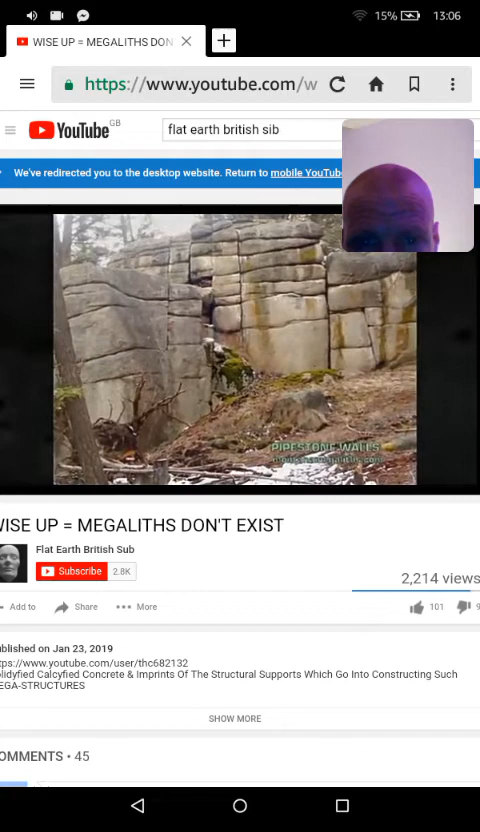 15% 13:06
WISE UP = MEGALITHS DON
https://www.youtube.com/w
YouTube GB
flat earth british sib
We've redirected you to the desktop website. Return to mobile YouTube
PIPESTONE WALLS
WISE UP = MEGALITHS DON'T EXIST
Flat Earth British Sub
Subscribe 2.8K
2,214 views
Add to Share More 101 9
ublished on Jan 23, 2019
tps://www.youtube.com/user/thc682132
lidyfied Calcyfied Concrete & Imprints Of The Structural Supports Which Go Into Constructing Such
EGA-STRUCTURES
SHOW MORE
OMMENTS • 45